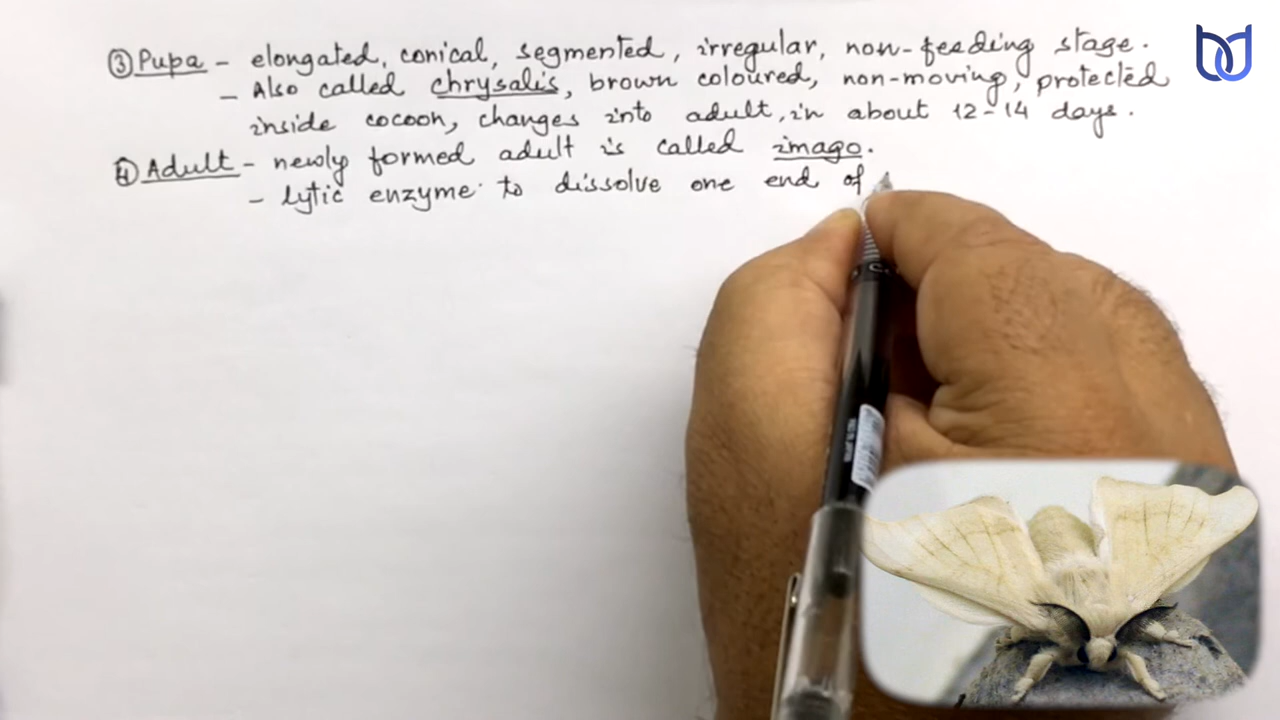 ③ Pupa - elongated, conical, segmented, irregular, non-feeding stage.
- Also called chrysalis, brown coloured, non-moving, protected
inside cocoon, changes into adult, in about 12-14 days.
④ Adult - newly formed adult is called imago.
- lytic enzyme to dissolve one end of